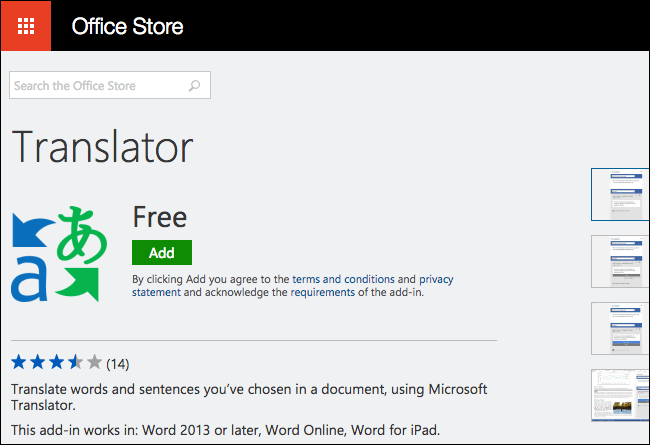 Office Store
Search the Office Store
Translator
a あ
Free
Add
By clicking Add you agree to the terms and conditions and privacy
statement and acknowledge the requirements of the add-in.
(14)
Translate words and sentences you've chosen in a document, using Microsoft
Translator.
This add-in works in: Word 2013 or later, Word Online, Word for iPad.